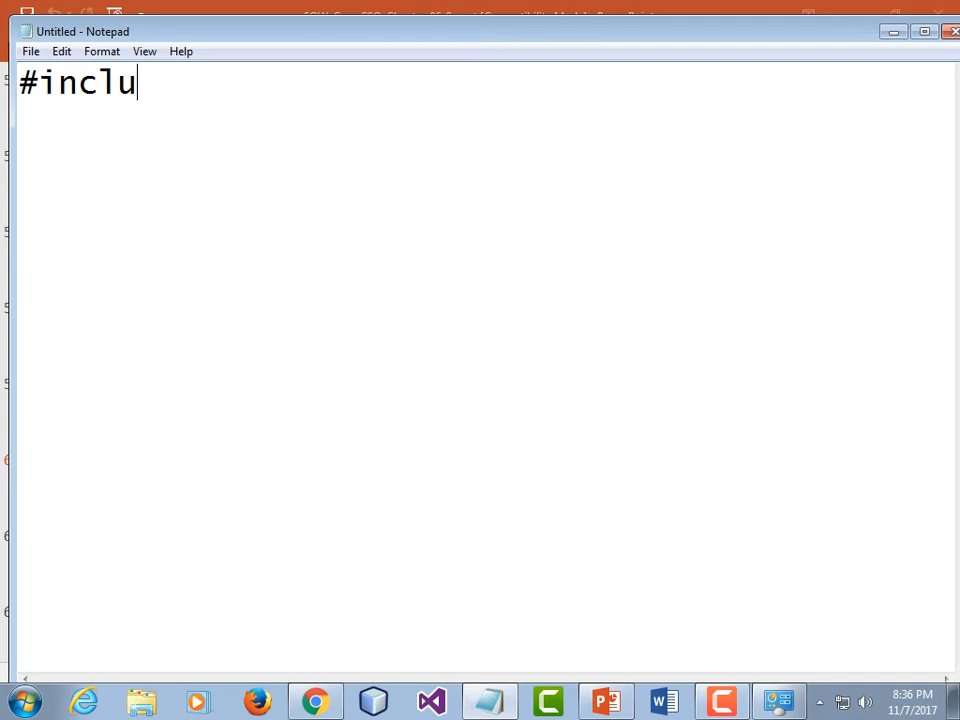 Untitled - Notepad
File Edit Format View Help
#inclu
8:36 PM
11/7/2017